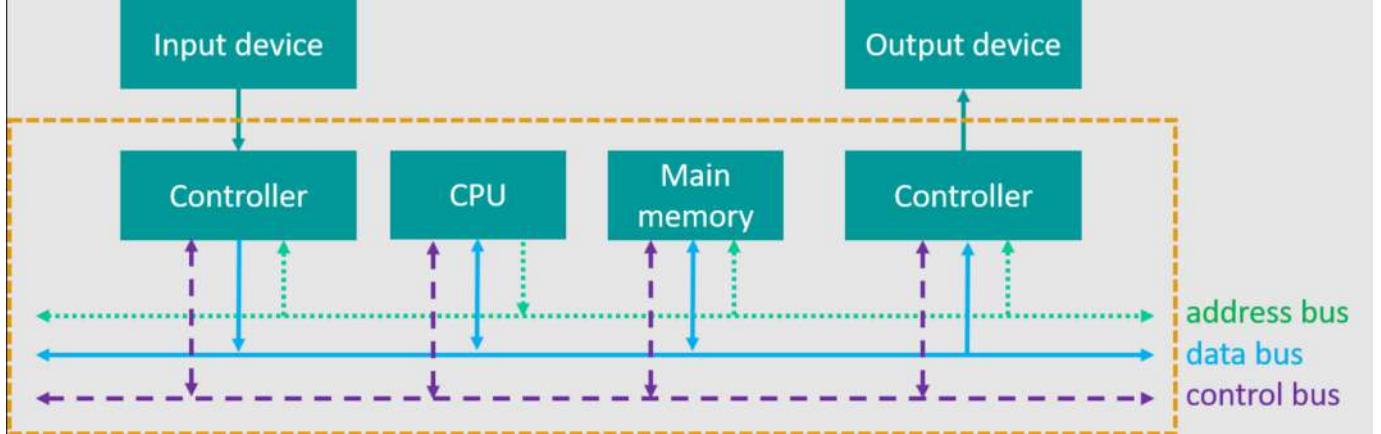 Input device
Output device
Controller
CPU
Main
memory
Controller
address bus
data bus
control bus